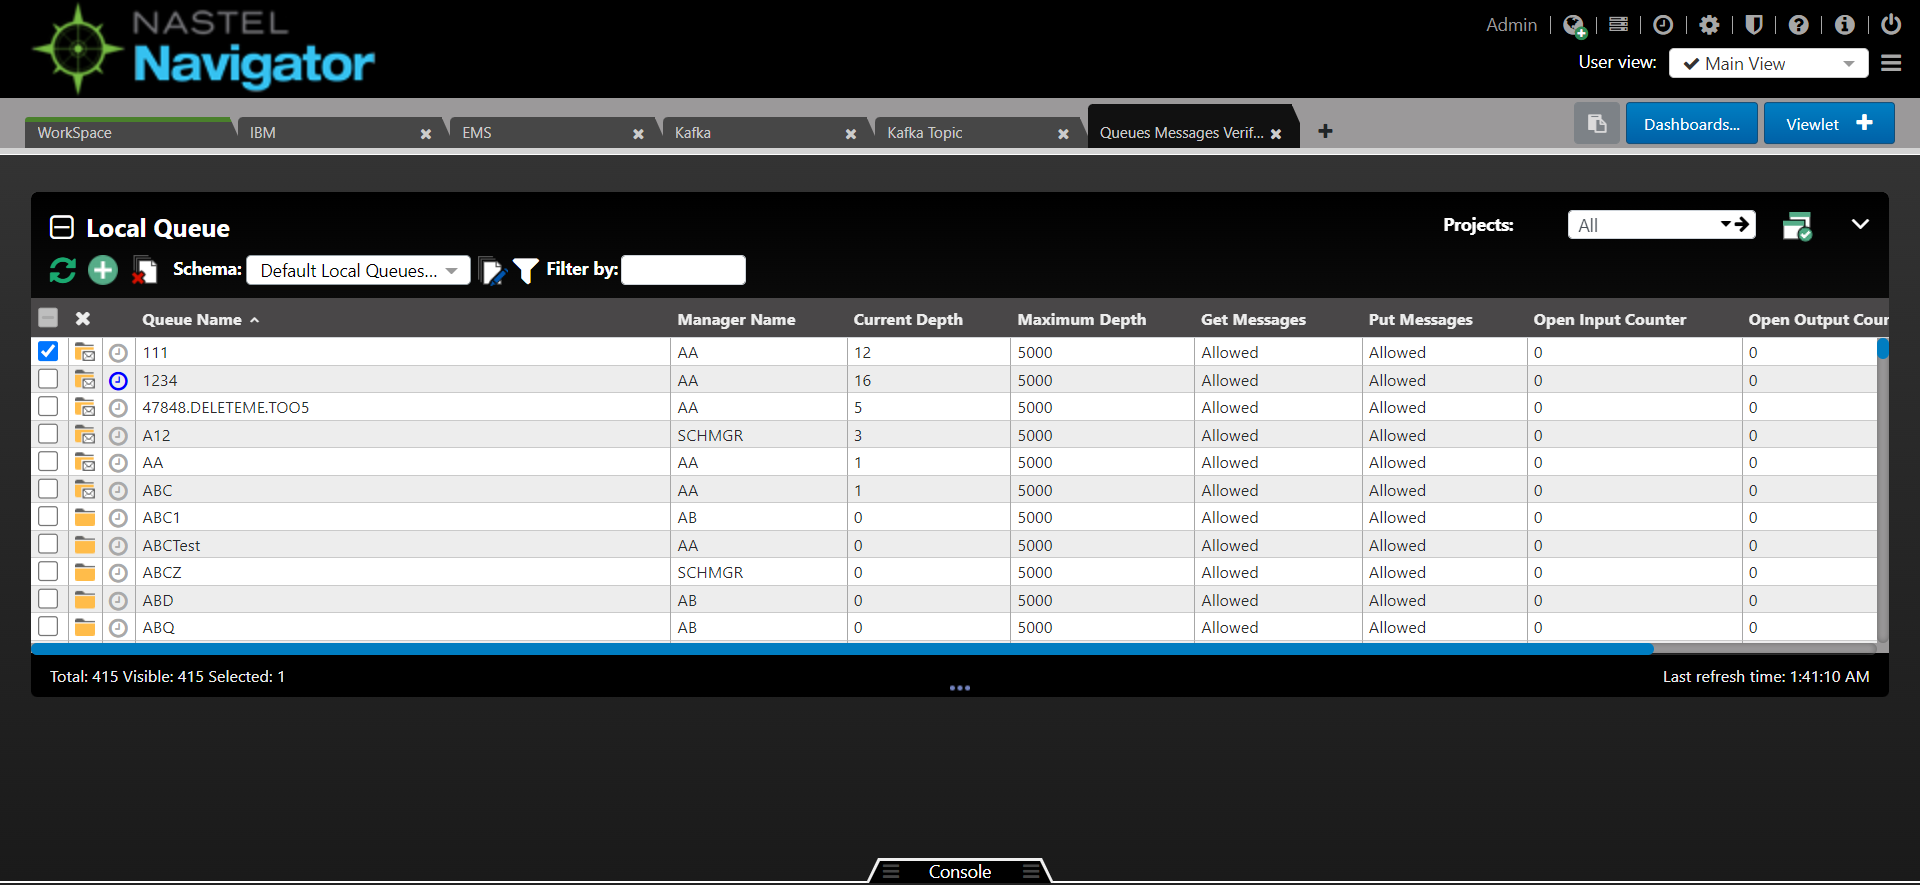 NASTEL
Navigator
Admin
User view: Main View
WorkSpace IBM EMS Kafka Kafka Topic Queues Messages Verif...
Dashboards... Viewlet
Local Queue
Projects: All
Schema: Default Local Queues... Filter by:
Queue Name Manager Name Current Depth Maximum Depth Get Messages Put Messages Open Input Counter Open Output Cour
111 AA 12 5000 Allowed Allowed 0 0
1234 AA 16 5000 Allowed Allowed 0 0
47848.DELETEME.TOO5 AA 5 5000 Allowed Allowed 0 0
A12 SCHMGR 3 5000 Allowed Allowed 0 0
AA AA 1 5000 Allowed Allowed 0 0
ABC AA 1 5000 Allowed Allowed 0 0
ABC1 AB 0 5000 Allowed Allowed 0 0
ABCTest AA 0 5000 Allowed Allowed 0 0
ABCZ SCHMGR 0 5000 Allowed Allowed 0 0
ABD AB 0 5000 Allowed Allowed 0 0
ABQ AB 0 5000 Allowed Allowed 0 0
Total: 415 Visible: 415 Selected: 1
Last refresh time: 1:41:10 AM
Console